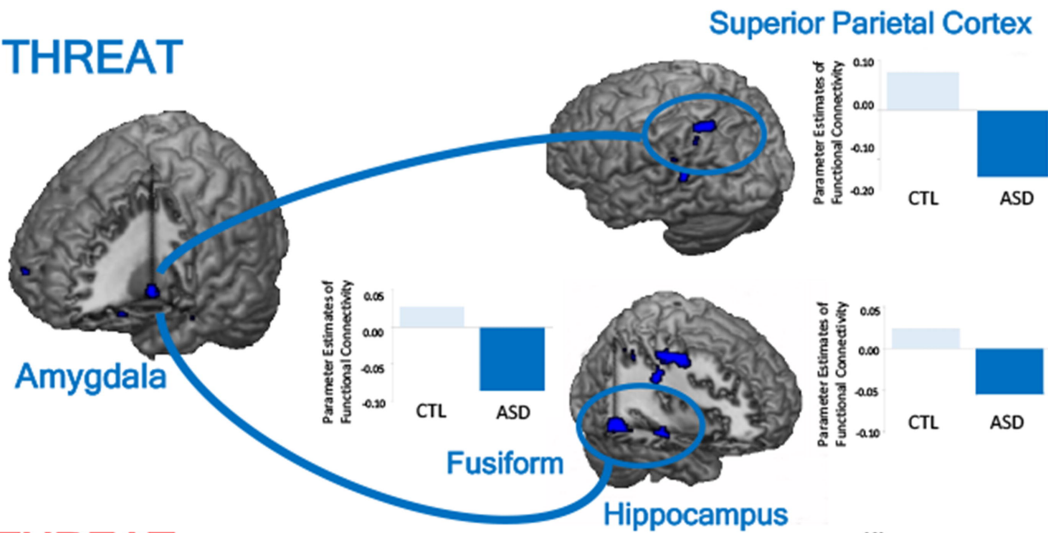 Superior Parietal Cortex
THREAT
Parameter Estimates of
Functional Connectivity
0.10
0.00
-0.10
-0.20
CTL
ASD
Amygdala
Parameter Estimates of
Functional Connectivity
0.05
0.00
-0.05
-0.10
CTL
ASD
Fusiform
Parameter Estimates of
Functional Connectivity
0.05
0.00
-0.05
-0.10
CTL
ASD
Hippocampus